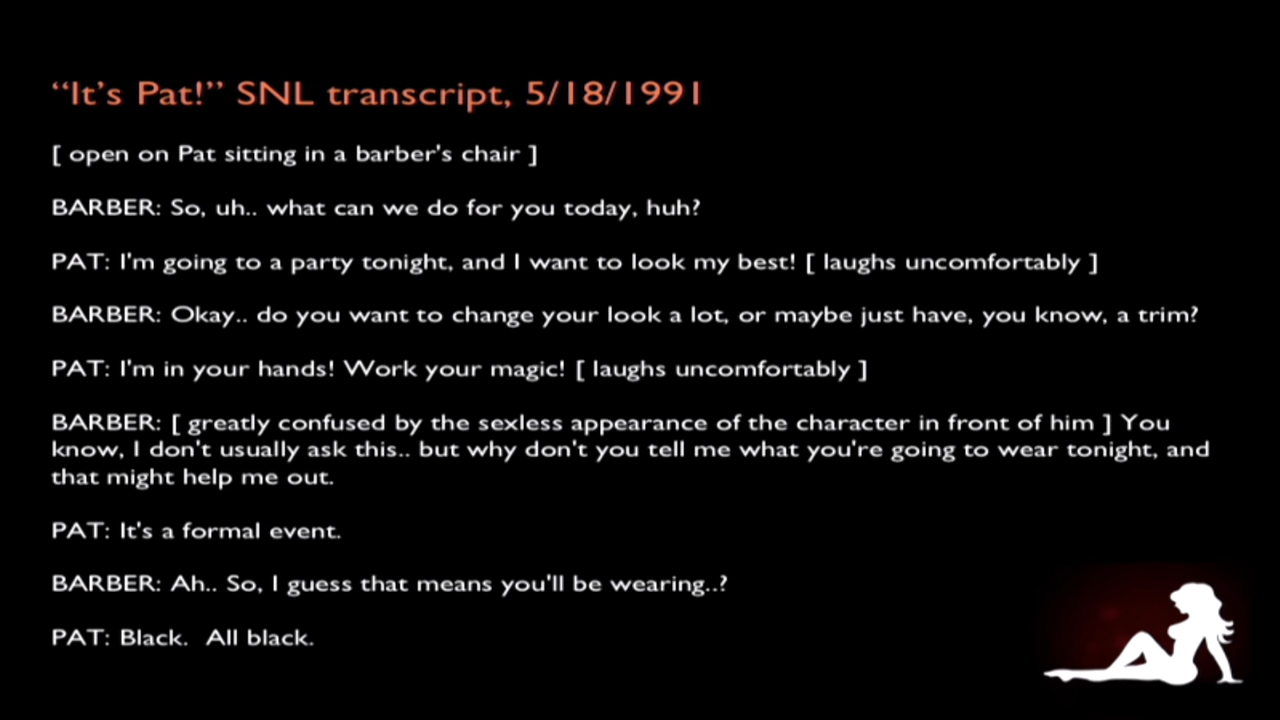 “It’s Pat!” SNL transcript, 5/18/1991
[ open on Pat sitting in a barber's chair ]
BARBER: So, uh.. what can we do for you today, huh?
PAT: I'm going to a party tonight, and I want to look my best! [ laughs uncomfortably ]
BARBER: Okay.. do you want to change your look a lot, or maybe just have, you know, a trim?
PAT: I'm in your hands! Work your magic! [ laughs uncomfortably ]
BARBER: [ greatly confused by the sexless appearance of the character in front of him ] You
know, I don't usually ask this.. but why don't you tell me what you're going to wear tonight, and
that might help me out.
PAT: It's a formal event.
BARBER: Ah.. So, I guess that means you'll be wearing..?
PAT: Black.  All black.